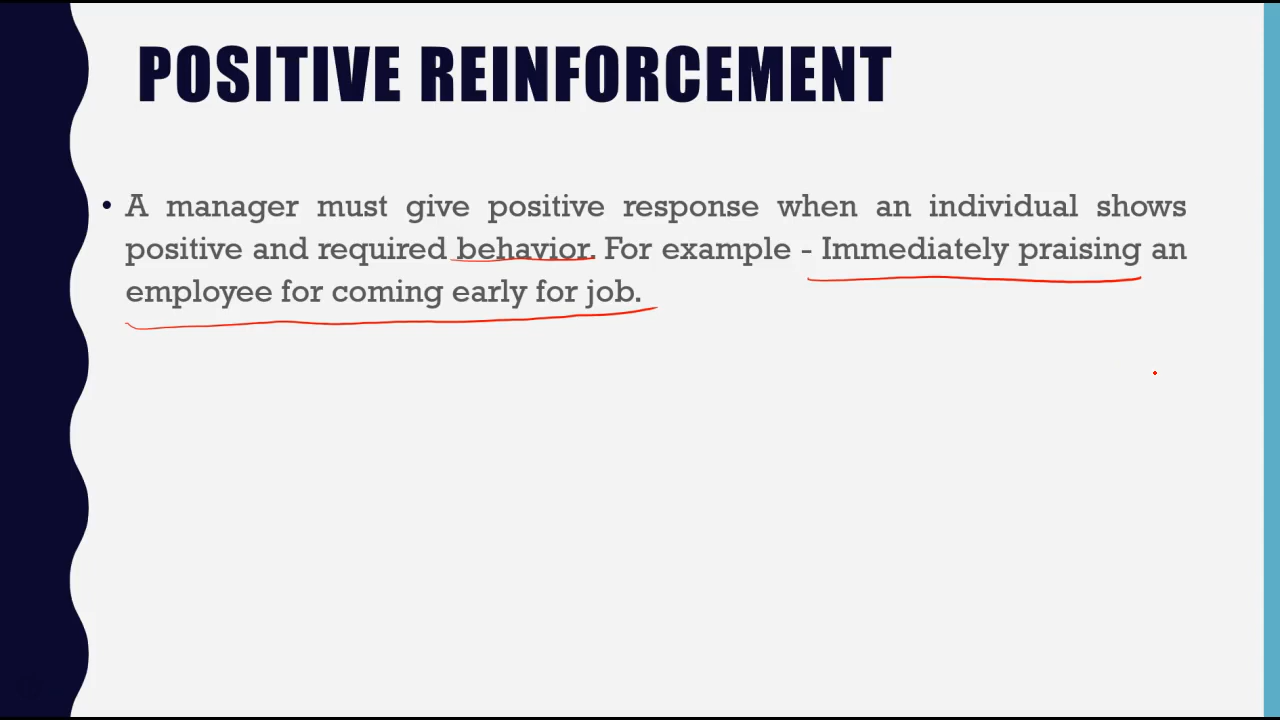 POSITIVE REINFORCEMENT
• A manager must give positive response when an individual shows
positive and required behavior. For example - Immediately praising an
employee for coming early for job.